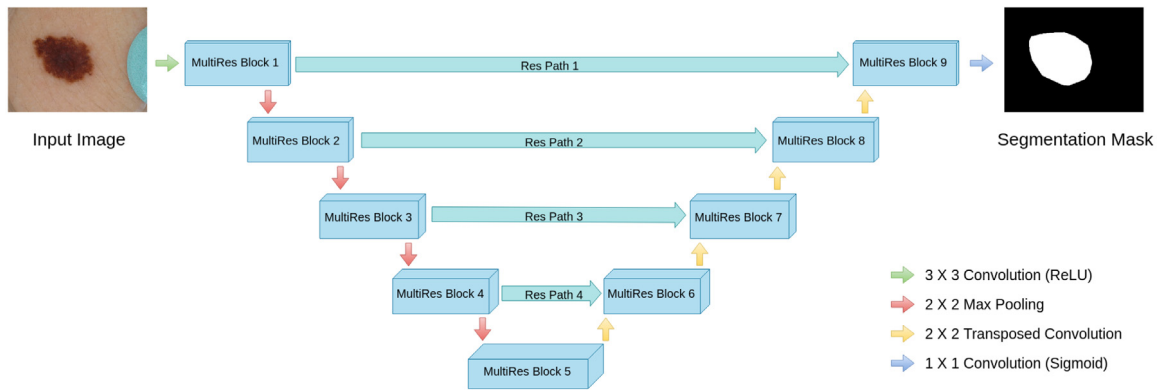 MultiRes Block 1
Res Path 1
MultiRes Block 9
Input Image
MultiRes Block 2
Res Path 2
MultiRes Block 8
Segmentation Mask
MultiRes Block 3
Res Path 3
MultiRes Block 7
MultiRes Block 4
Res Path 4
MultiRes Block 6
MultiRes Block 5
3 X 3 Convolution (ReLU)
2 X 2 Max Pooling
2 X 2 Transposed Convolution
1 X 1 Convolution (Sigmoid)